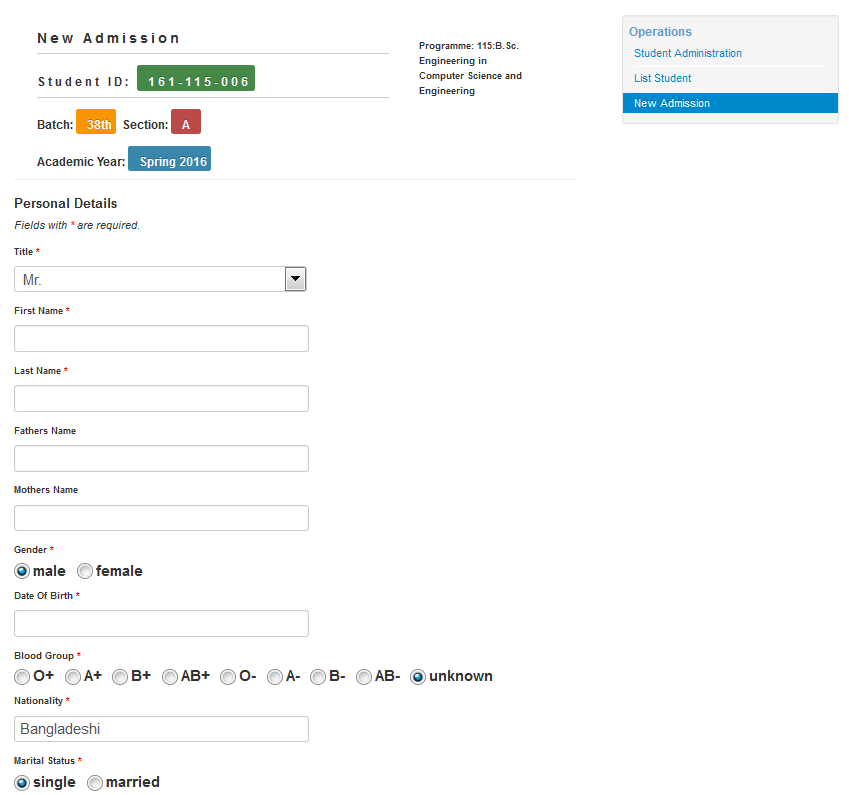 New Admission
Student ID: 161-115-006
Batch: 38th Section: A
Academic Year: Spring 2016
Programme: 115:B.Sc.
Engineering in
Computer Science and
Engineering
Operations
Student Administration
List Student
New Admission
Personal Details
Fields with * are required.
Title *
Mr.
First Name *
Last Name *
Fathers Name
Mothers Name
Gender *
male female
Date Of Birth *
Blood Group *
O+ A+ B+ AB+ O- A- B- AB- unknown
Nationality *
Bangladeshi
Marital Status *
single married